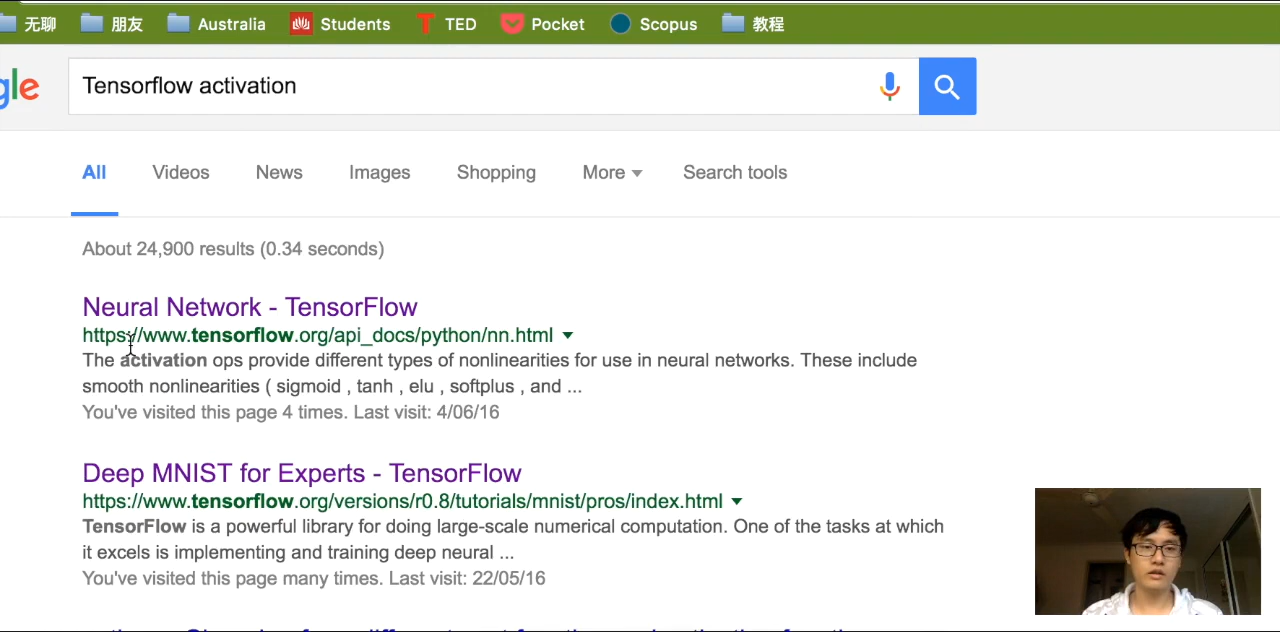 无聊 朋友 Australia Students TED Pocket Scopus 教程
gle Tensorflow activation
All Videos News Images Shopping More Search tools
About 24,900 results (0.34 seconds)
Neural Network - TensorFlow
https://www.tensorflow.org/api_docs/python/nn.html
The activation ops provide different types of nonlinearities for use in neural networks. These include
smooth nonlinearities ( sigmoid , tanh , elu , softplus , and ...
You've visited this page 4 times. Last visit: 4/06/16
Deep MNIST for Experts - TensorFlow
https://www.tensorflow.org/versions/r0.8/tutorials/mnist/pros/index.html
TensorFlow is a powerful library for doing large-scale numerical computation. One of the tasks at which
it excels is implementing and training deep neural ...
You've visited this page many times. Last visit: 22/05/16